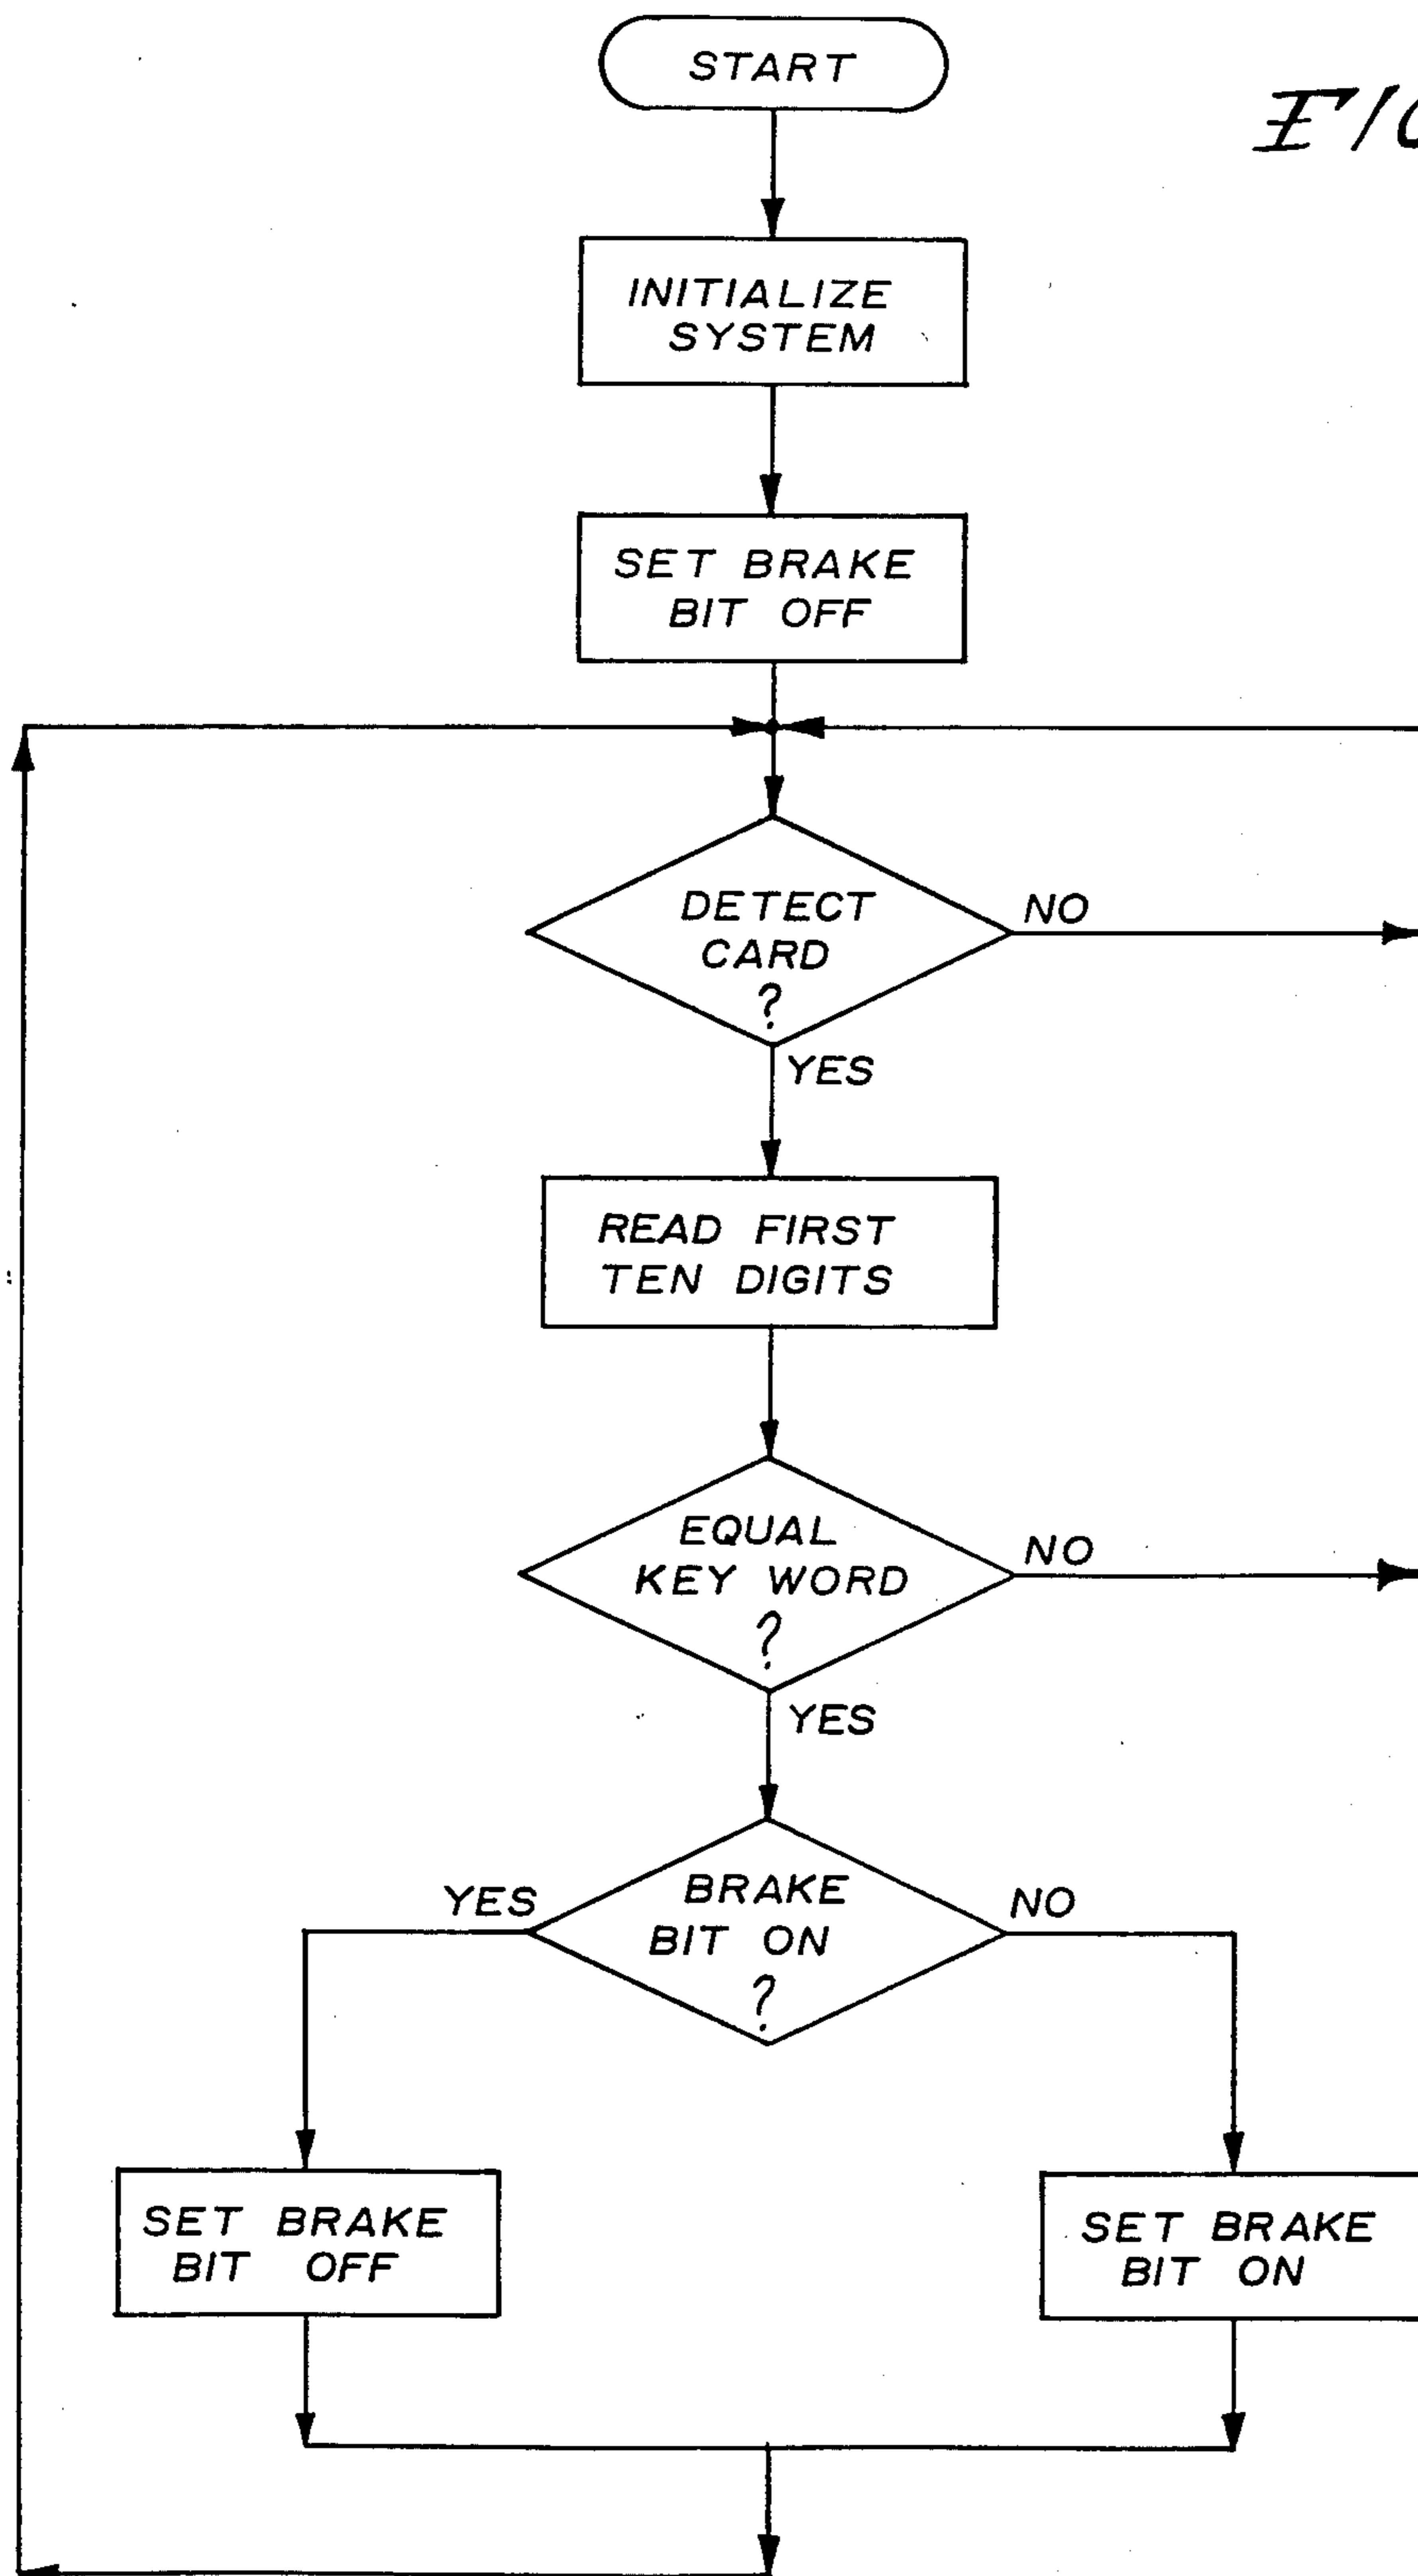 START
INITIALIZE
SYSTEM
SET BRAKE
BIT OFF
DETECT
CARD
?
NO
YES
READ FIRST
TEN DIGITS
EQUAL
KEY WORD
?
NO
YES
BRAKE
BIT ON
?
YES
NO
SET BRAKE
BIT OFF
SET BRAKE
BIT ON